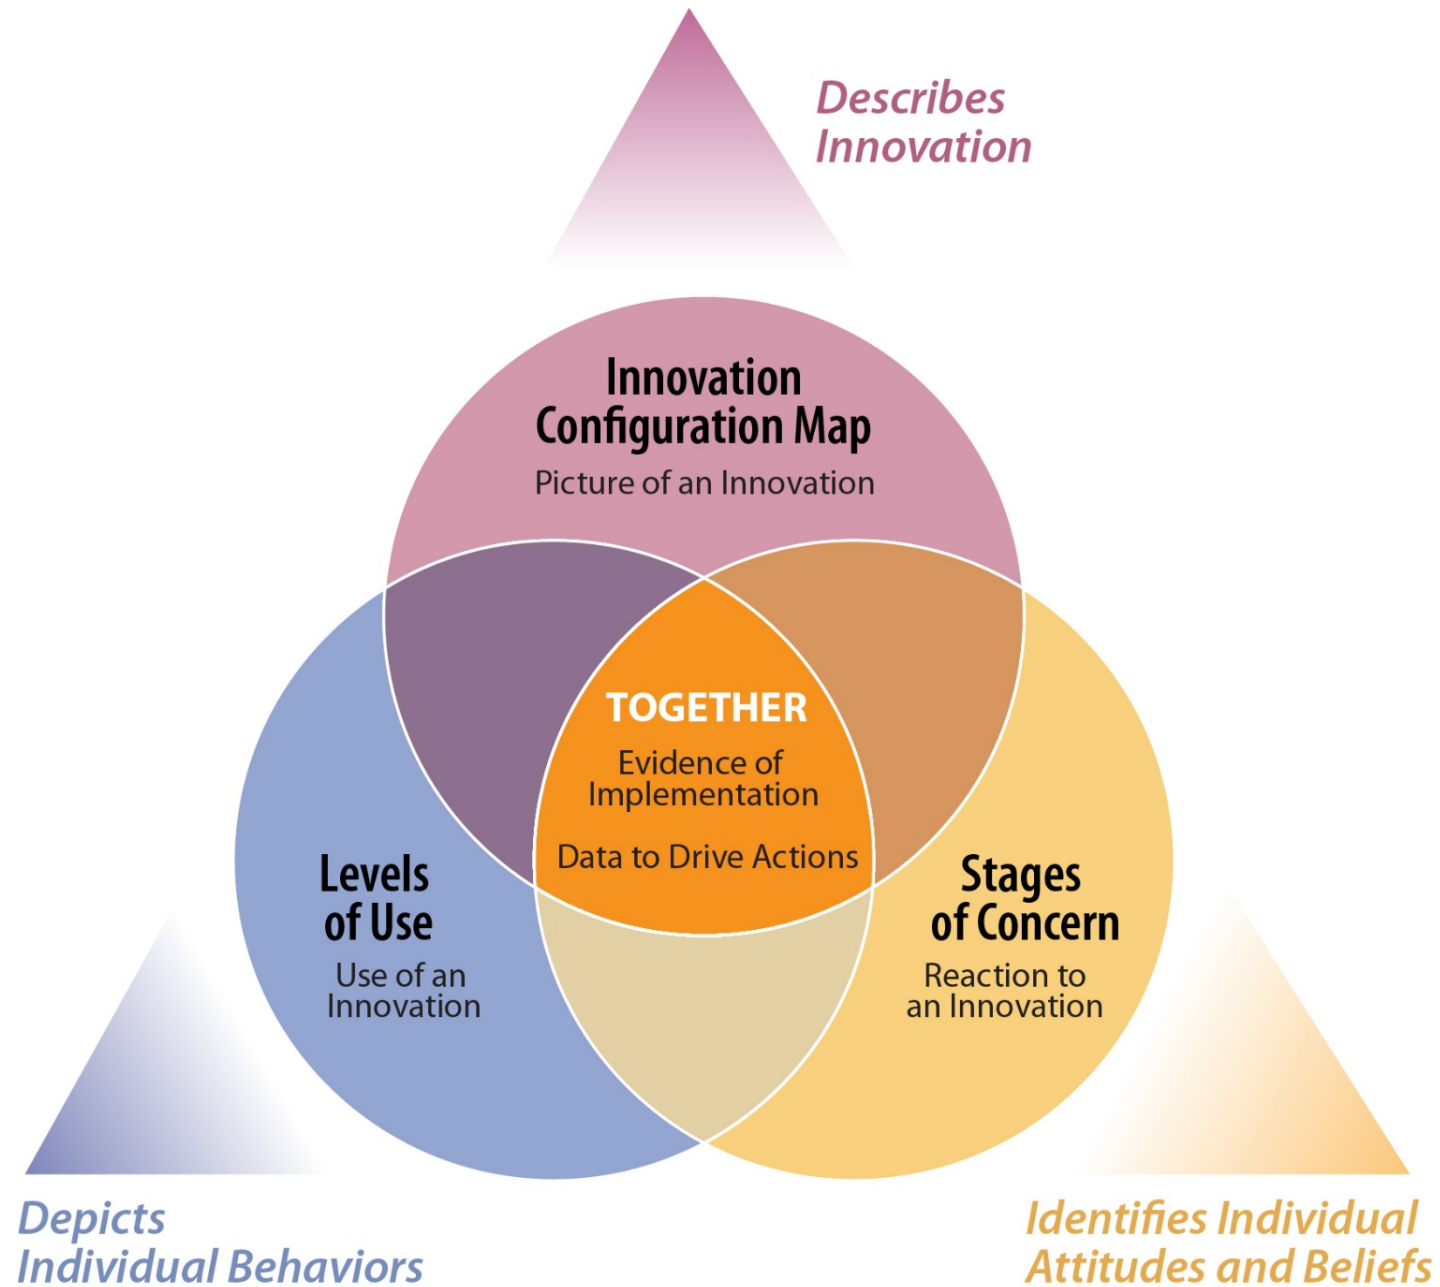 Describes
Innovation
Innovation
Configuration Map
Picture of an Innovation
TOGETHER
Evidence of
Implementation
Data to Drive Actions
Levels
of Use
Use of an
Innovation
Stages
of Concern
Reaction to
an Innovation
Depicts
Individual Behaviors
Identifies Individual
Attitudes and Beliefs